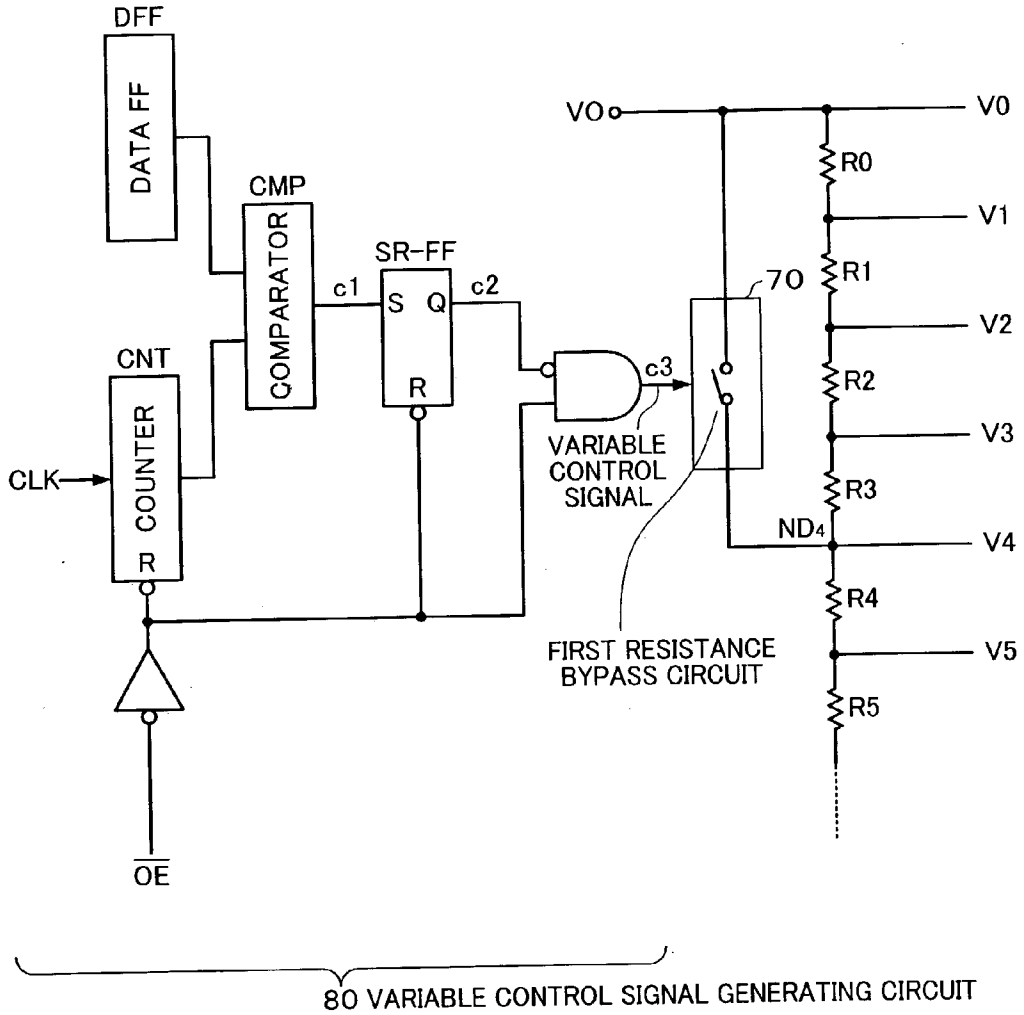 DFF
DATA FF
CMP
COMPARATOR
c1
SR-FF
S
Q
R
c2
CNT
COUNTER
R
CLK
OE
c3
VARIABLE
CONTROL
SIGNAL
70
FIRST RESISTANCE
BYPASS CIRCUIT
VO
V0
R0
V1
R1
V2
R2
V3
R3
ND4
V4
R4
V5
R5
80 VARIABLE CONTROL SIGNAL GENERATING CIRCUIT